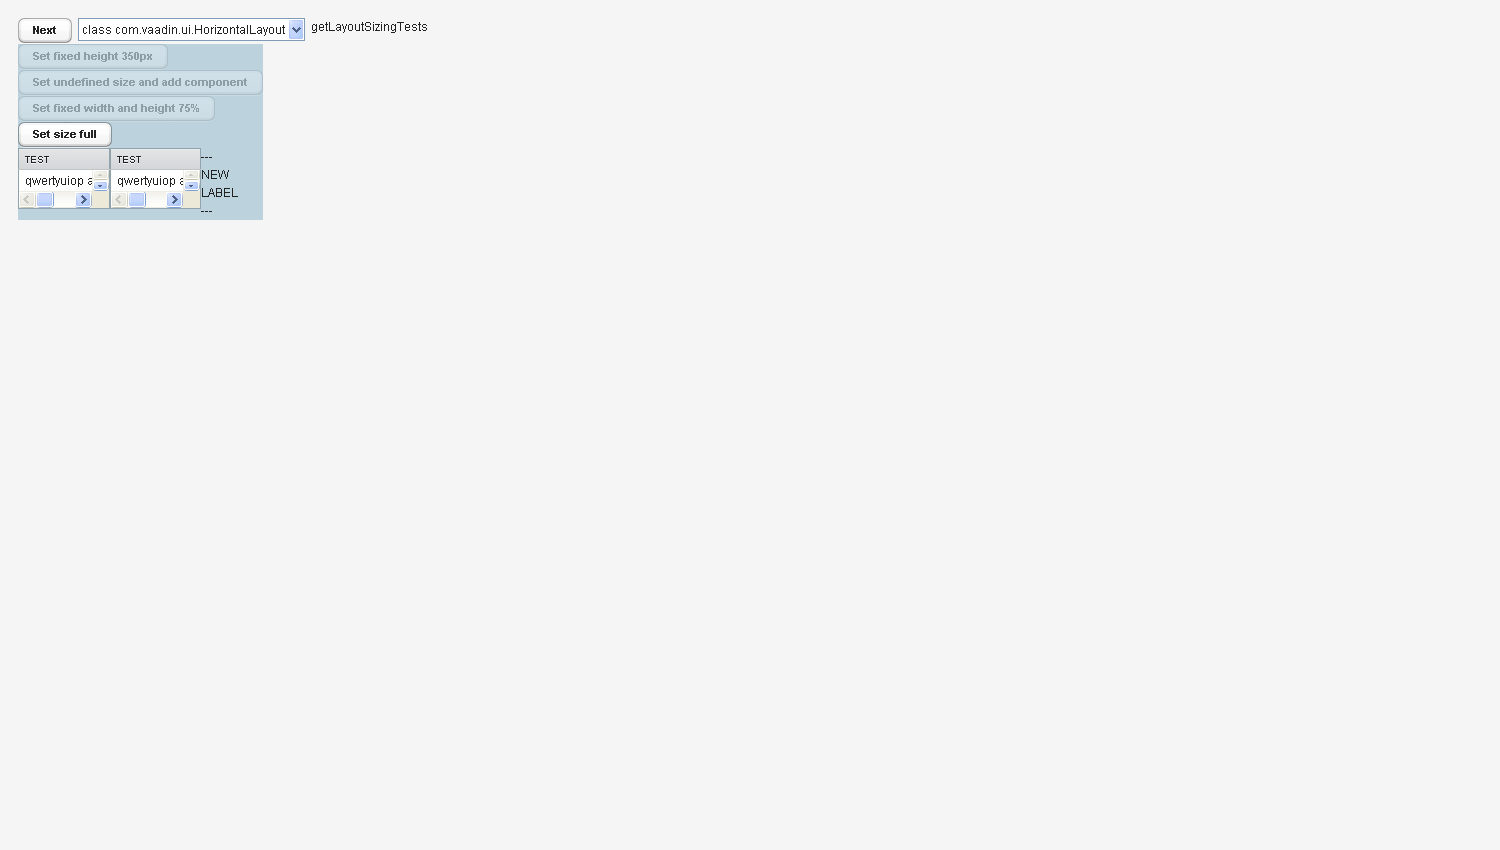 Next class com.vaadin.ui.HorizontalLayout getLayoutSizingTests
Set fixed height 350px
Set undefined size and add component
Set fixed width and height 75%
Set size full
TEST TEST ---
qwertyuiop a qwertyuiop a NEW
LABEL
---